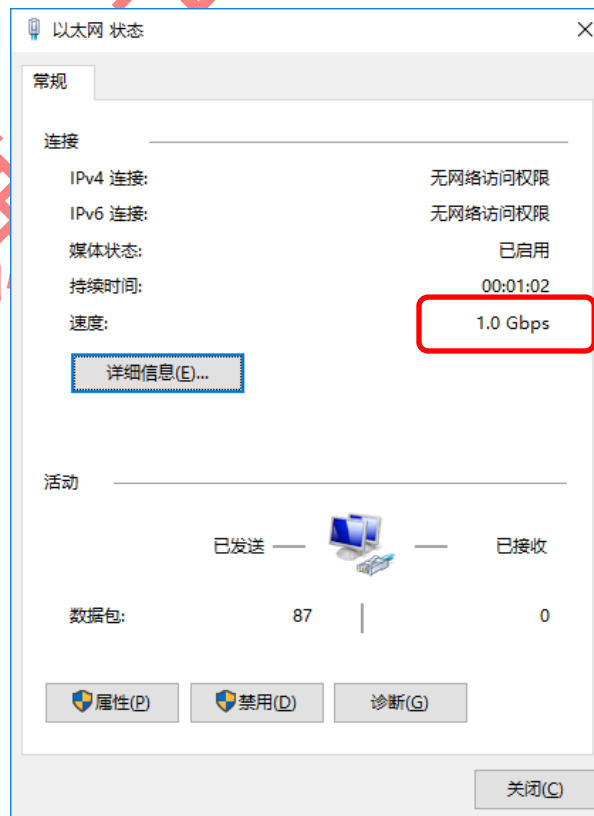 以太网 状态
常规
连接
IPv4 连接: 无网络访问权限
IPv6 连接: 无网络访问权限
媒体状态: 已启用
持续时间: 00:01:02
速度: 1.0 Gbps
详细信息(E)...
活动
已发送 已接收
数据包: 87 0
属性(P) 禁用(D) 诊断(G)
关闭(C)